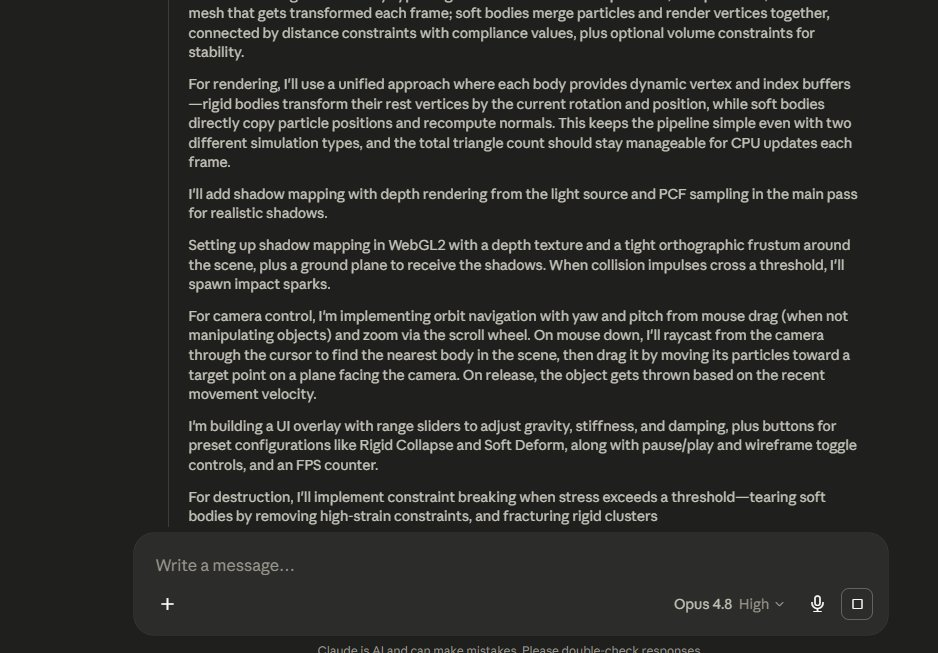 mesh that gets transformed each frame; soft bodies merge particles and render vertices together,
connected by distance constraints with compliance values, plus optional volume constraints for
stability.
For rendering, I'll use a unified approach where each body provides dynamic vertex and index buffers
—rigid bodies transform their rest vertices by the current rotation and position, while soft bodies
directly copy particle positions and recompute normals. This keeps the pipeline simple even with two
different simulation types, and the total triangle count should stay manageable for CPU updates each
frame.
I'll add shadow mapping with depth rendering from the light source and PCF sampling in the main pass
for realistic shadows.
Setting up shadow mapping in WebGL2 with a depth texture and a tight orthographic frustum around
the scene, plus a ground plane to receive the shadows. When collision impulses cross a threshold, I'll
spawn impact sparks.
For camera control, I'm implementing orbit navigation with yaw and pitch from mouse drag (when not
manipulating objects) and zoom via the scroll wheel. On mouse down, I'll raycast from the camera
through the cursor to find the nearest body in the scene, then drag it by moving its particles toward a
target point on a plane facing the camera. On release, the object gets thrown based on the recent
movement velocity.
I'm building a UI overlay with range sliders to adjust gravity, stiffness, and damping, plus buttons for
preset configurations like Rigid Collapse and Soft Deform, along with pause/play and wireframe toggle
controls, and an FPS counter.
For destruction, I'll implement constraint breaking when stress exceeds a threshold—tearing soft
bodies by removing high-strain constraints, and fracturing rigid clusters
Write a message...
Opus 4.8 High
Claude is AI and can make mistakes. Please double-check responses.